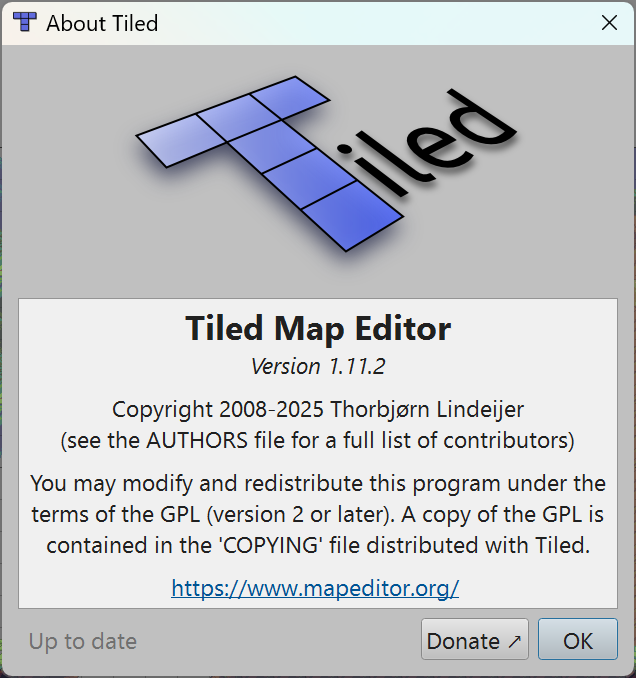 About Tiled
Tiled
Tiled Map Editor
Version 1.11.2
Copyright 2008-2025 Thorbjørn Lindeijer
(see the AUTHORS file for a full list of contributors)
You may modify and redistribute this program under the
terms of the GPL (version 2 or later). A copy of the GPL is
contained in the 'COPYING' file distributed with Tiled.
https://www.mapeditor.org/
Up to date
Donate ↗
OK